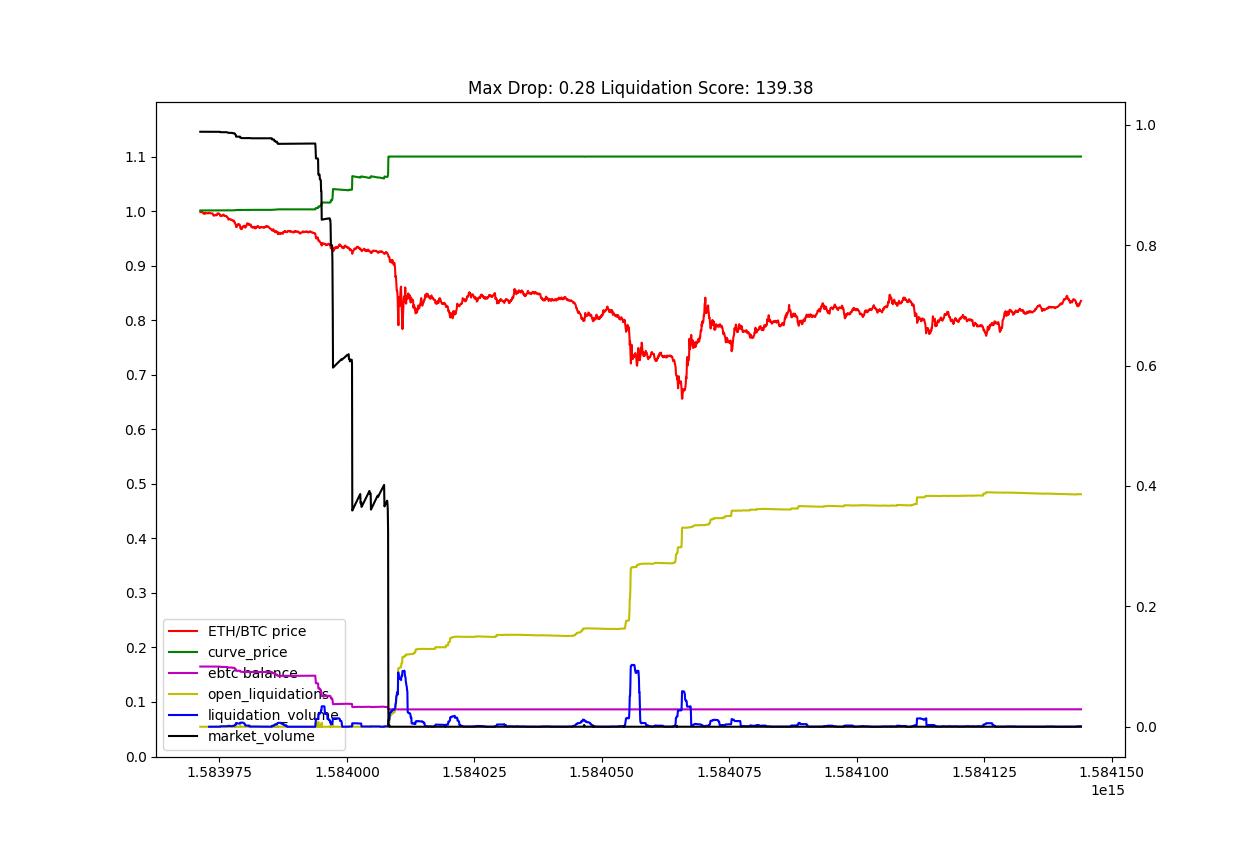 Max Drop: 0.28 Liquidation Score: 139.38
1.1
1.0
0.9
0.8
0.7
0.6
0.5
0.4
0.3
0.2
0.1
0.0
1.0
0.8
0.6
0.4
0.2
0.0
ETH/BTC price
curve_price
ebtc balance
open_liquidations
liquidation_volume
market_volume
1.583975 1.584000 1.584025 1.584050 1.584075 1.584100 1.584125 1.584150
1e15